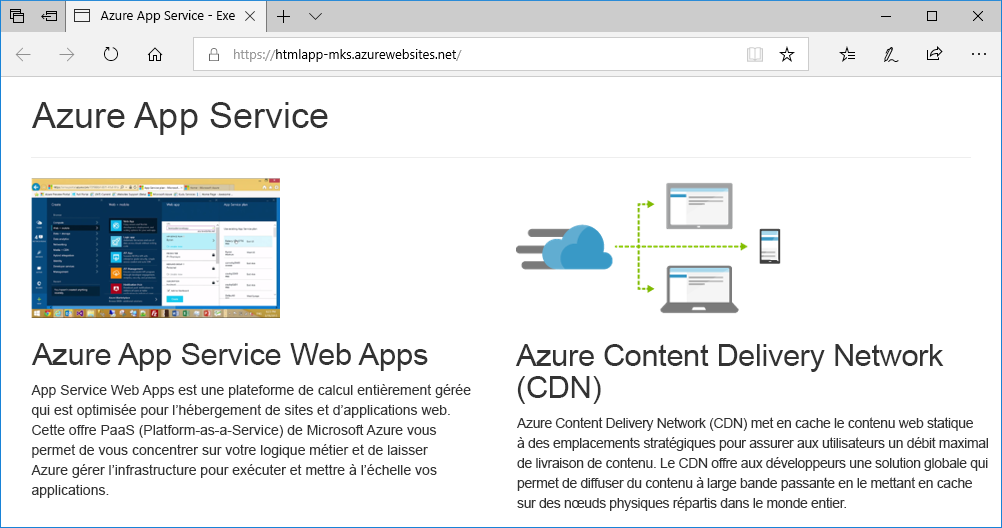 Azure App Service - Exe
https://htmlapp-mks.azurewebsites.net/
Azure App Service
Azure App Service Web Apps
App Service Web Apps est une plateforme de calcul entièrement gérée
qui est optimisée pour l’hébergement de sites et d’applications web.
Cette offre PaaS (Platform-as-a-Service) de Microsoft Azure vous
permet de vous concentrer sur votre logique métier et de laisser
Azure gérer l’infrastructure pour exécuter et mettre à l’échelle vos
applications.
Azure Content Delivery Network
(CDN)
Azure Content Delivery Network (CDN) met en cache le contenu web statique
à des emplacements stratégiques pour assurer aux utilisateurs un débit maximal
de livraison de contenu. Le CDN offre aux développeurs une solution globale qui
permet de diffuser du contenu à large bande passante en le mettant en cache
sur des nœuds physiques répartis dans le monde entier.